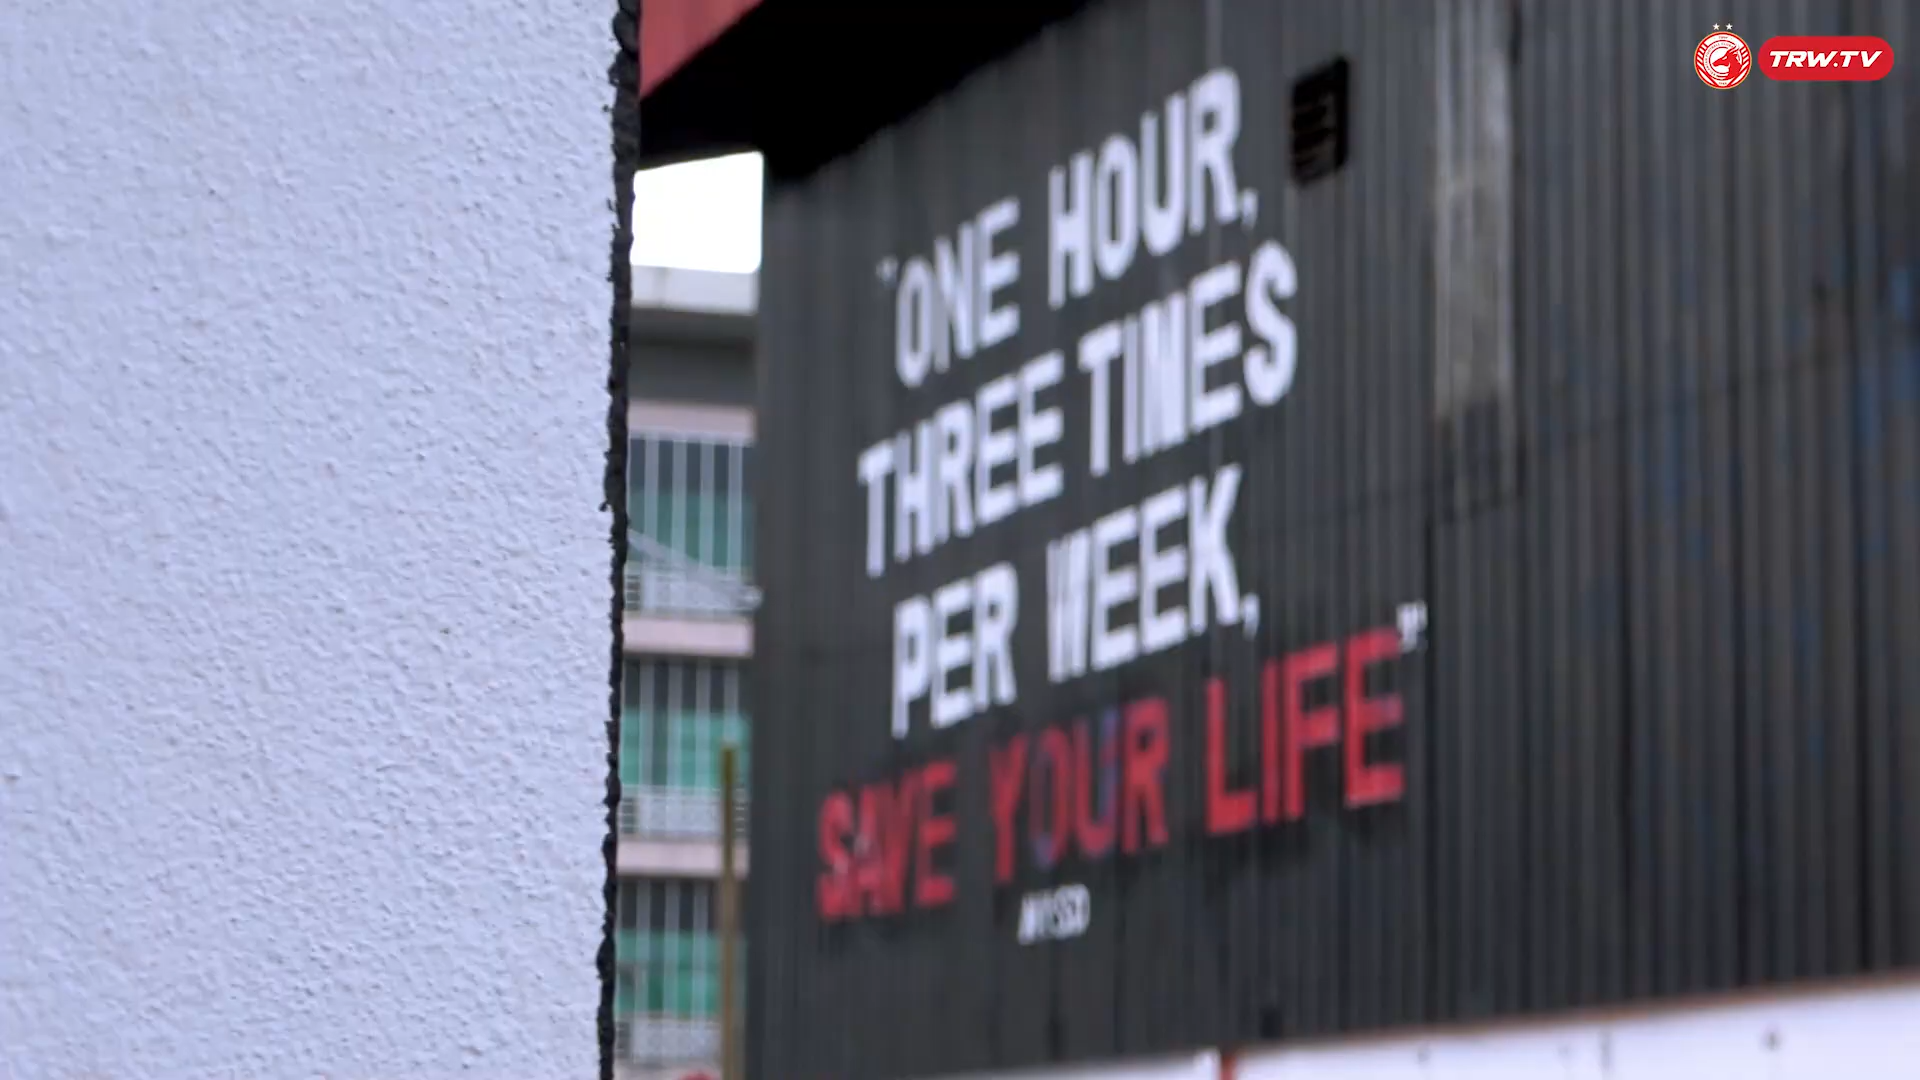 TRW.TV
"ONE HOUR,
THREE TIMES
PER WEEK,
SAVE YOUR LIFE"